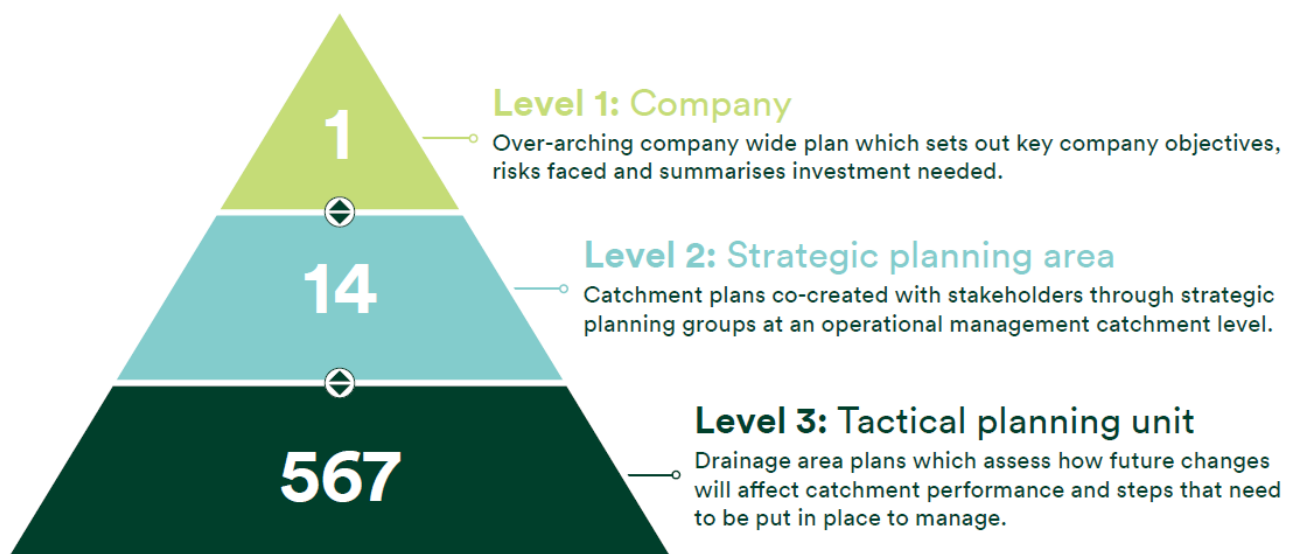 1
Level 1: Company
Over-arching company wide plan which sets out key company objectives,
risks faced and summarises investment needed.
14
Level 2: Strategic planning area
Catchment plans co-created with stakeholders through strategic
planning groups at an operational management catchment level.
567
Level 3: Tactical planning unit
Drainage area plans which assess how future changes
will affect catchment performance and steps that need
to be put in place to manage.